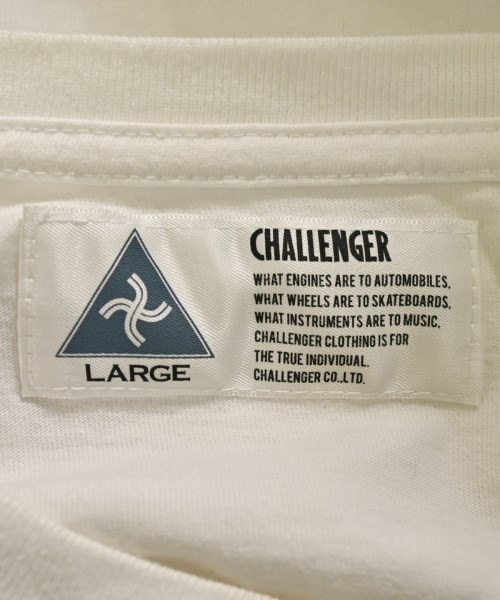 CHALLENGER
WHAT ENGINES ARE TO AUTOMOBILES,
WHAT WHEELS ARE TO SKATEBOARDS,
WHAT INSTRUMENTS ARE TO MUSIC,
CHALLENGER CLOTHING IS FOR
THE TRUE INDIVIDUAL.
CHALLENGER CO.,LTD.
LARGE